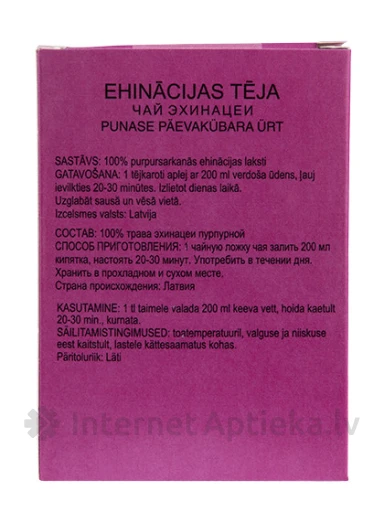 EHINĀCIJAS TĒJA
ЧАЙ ЭХИНАЦЕИ
PUNASE PÄEVAKÜBARA ÜRT
SASTĀVS: 100% purpursarkanās ehinācijas laksti
GATAVOŠANA: 1 tējkaroti aplej ar 200 ml verdoša ūdens, ļauj
ievilkties 20-30 minūtes. Izlietot dienas laikā.
Uzglabāt sausā un vēsā vietā.
Izcelsmes valsts: Latvija
СОСТАВ: 100% трава эхинацеи пурпурной
СПОСОБ ПРИГОТОВЛЕНИЯ: 1 чайную ложку чая залить 200 мл
кипятка, настоять 20-30 минут. Употребить в течении дня.
Хранить в прохладном и сухом месте.
Страна происхождения: Латвия
KASUTAMINE: 1 tl taimele valada 200 ml keeva vett, hoida kaetult
20-30 min., kurnata.
SÄILITAMISTINGIMUSED: toatemperatuuril, valguse ja niiskuse
eest kaitstult, lastele kättesaamatus kohas.
Päritoluriik: Läti
InternetAptieka.lv